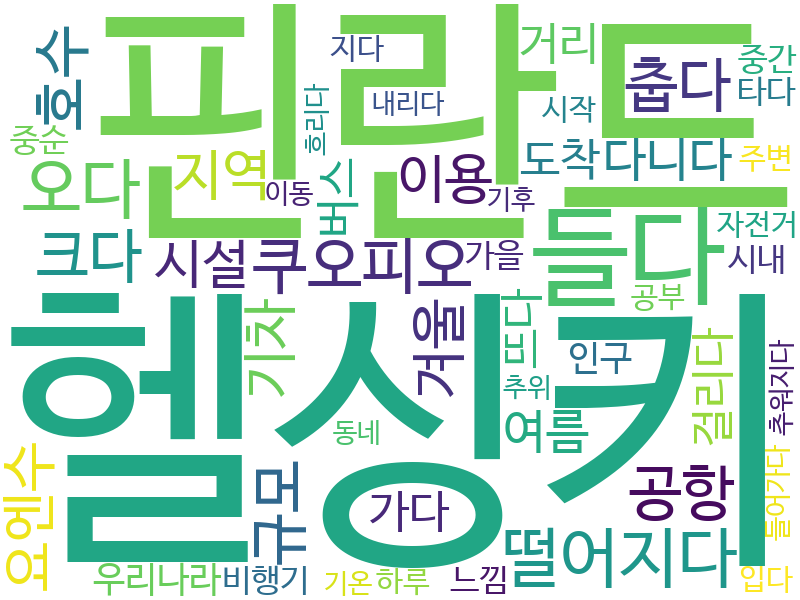 핀란드
헬싱키
호수
지다
거리
중간
춥다
타다
내리다
시작
흐리다
중순
오다
지역
버스
이용
도착
다니다
주변
이동
기후
크다
시설
쿠오피오
가을
들다
자전거
시내
공부
기차
겨울
뜨다
인구
걸리다
추워지다
추위
동네
여름
요엔수
규모
가다
공항
들어가다
떨어지다
우리나라
비행기
기온
하루
느낌
입다